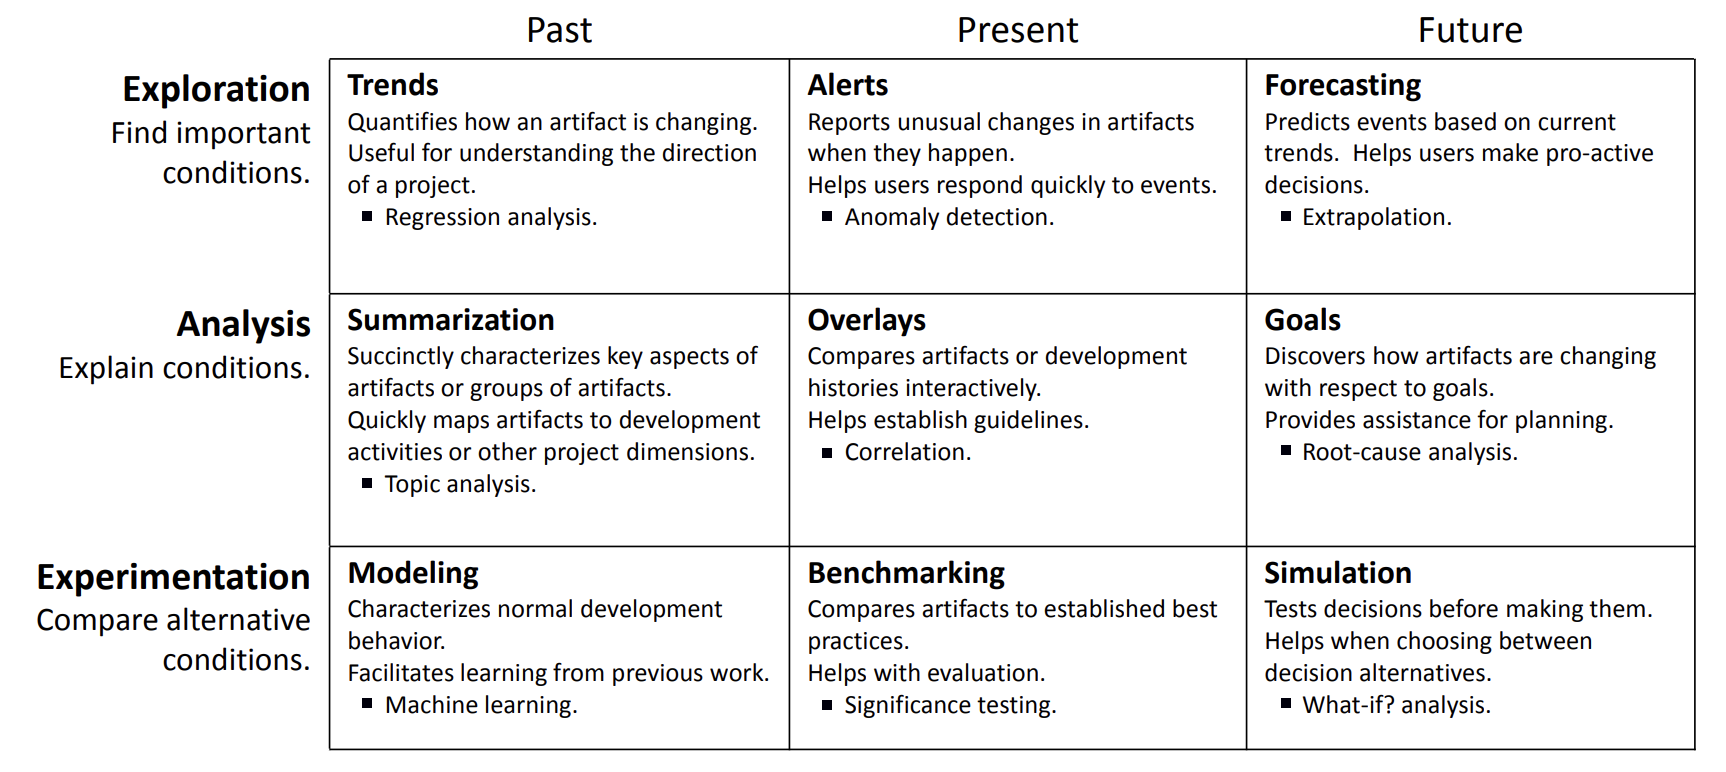 Past
Present
Future
Exploration
Find important
conditions.
Trends
Quantifies how an artifact is changing.
Useful for understanding the direction
of a project.
▪ Regression analysis.
Alerts
Reports unusual changes in artifacts
when they happen.
Helps users respond quickly to events.
▪ Anomaly detection.
Forecasting
Predicts events based on current
trends.  Helps users make pro-active
decisions.
▪ Extrapolation.
Analysis
Explain conditions.
Summarization
Succinctly characterizes key aspects of
artifacts or groups of artifacts.
Quickly maps artifacts to development
activities or other project dimensions.
▪ Topic analysis.
Overlays
Compares artifacts or development
histories interactively.
Helps establish guidelines.
▪ Correlation.
Goals
Discovers how artifacts are changing
with respect to goals.
Provides assistance for planning.
▪ Root-cause analysis.
Experimentation
Compare alternative
conditions.
Modeling
Characterizes normal development
behavior.
Facilitates learning from previous work.
▪ Machine learning.
Benchmarking
Compares artifacts to established best
practices.
Helps with evaluation.
▪ Significance testing.
Simulation
Tests decisions before making them.
Helps when choosing between
decision alternatives.
▪ What-if? analysis.